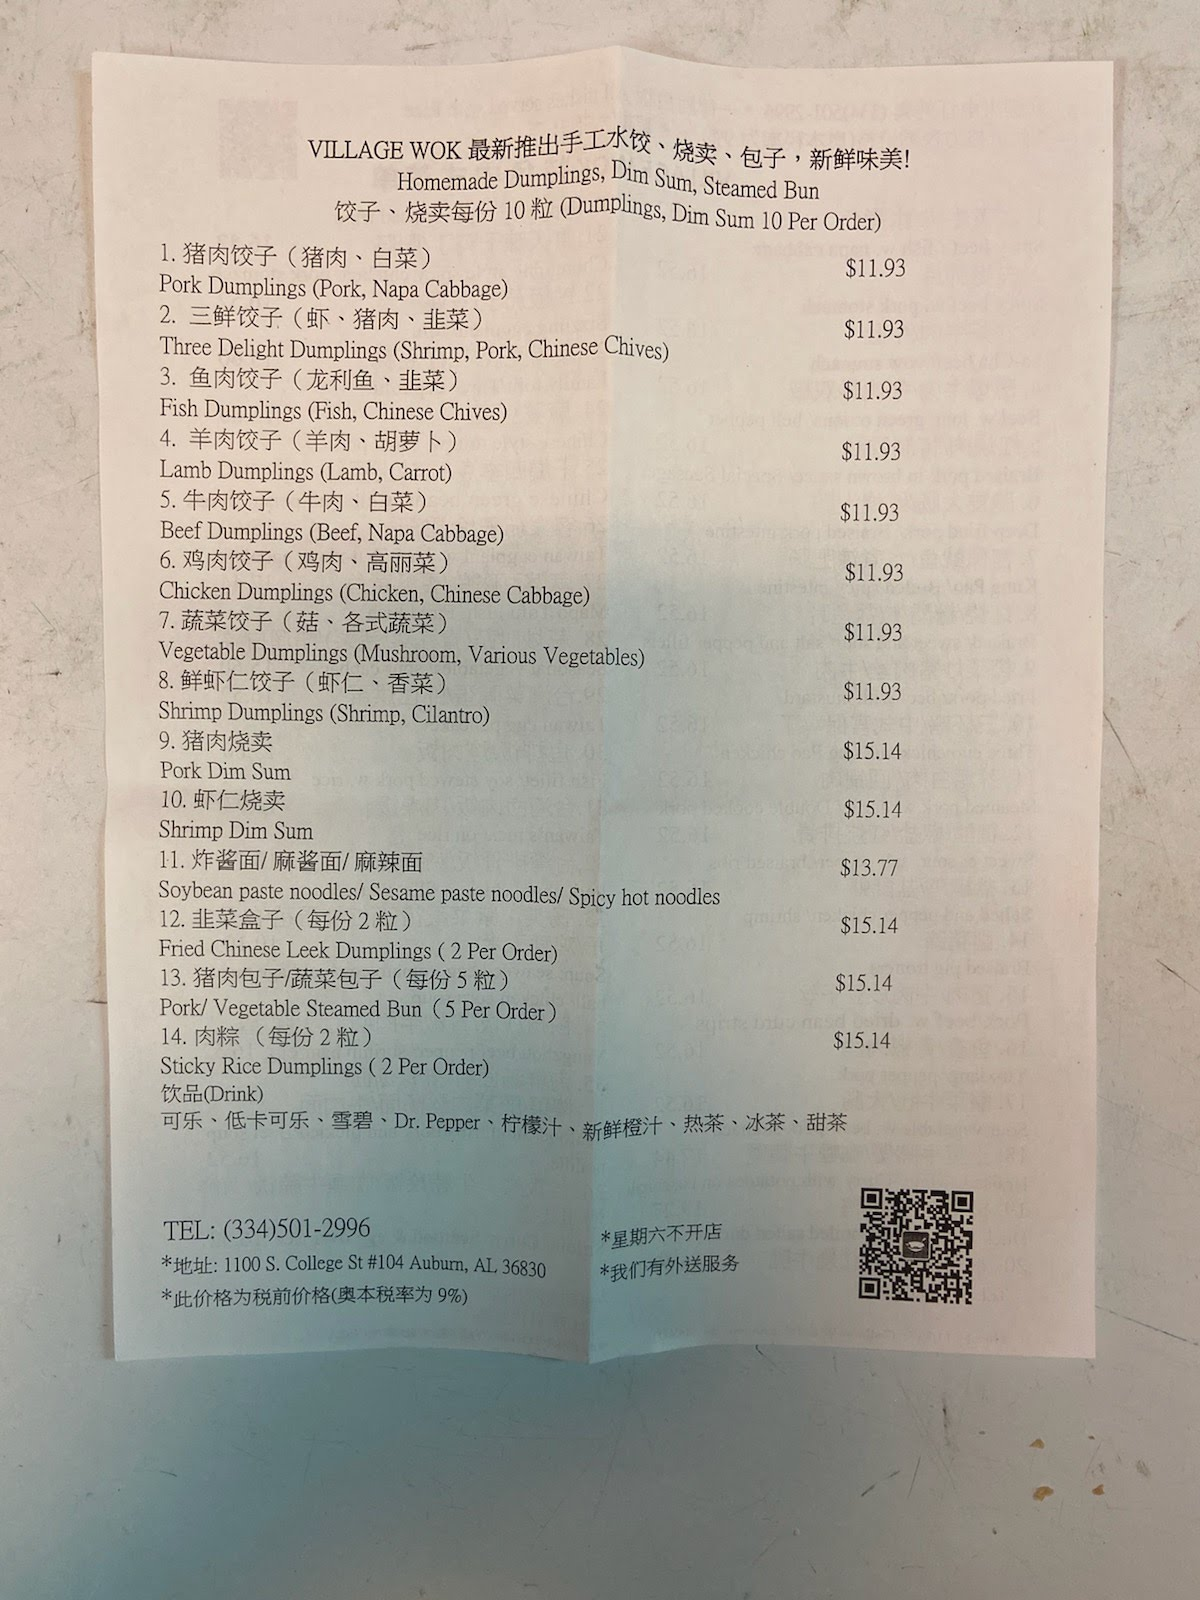 VILLAGE WOK 最新推出手工水饺、烧卖、包子，新鲜味美!
Homemade Dumplings, Dim Sum, Steamed Bun
饺子、烧卖每份 10 粒 (Dumplings, Dim Sum 10 Per Order)
1. 猪肉饺子（猪肉、白菜） $11.93
Pork Dumplings (Pork, Napa Cabbage)
2. 三鲜饺子（虾、猪肉、韭菜） $11.93
Three Delight Dumplings (Shrimp, Pork, Chinese Chives)
3. 鱼肉饺子（龙利鱼、韭菜） $11.93
Fish Dumplings (Fish, Chinese Chives)
4. 羊肉饺子（羊肉、胡萝卜） $11.93
Lamb Dumplings (Lamb, Carrot)
5. 牛肉饺子（牛肉、白菜） $11.93
Beef Dumplings (Beef, Napa Cabbage)
6. 鸡肉饺子（鸡肉、高丽菜） $11.93
Chicken Dumplings (Chicken, Chinese Cabbage)
7. 蔬菜饺子（菇、各式蔬菜） $11.93
Vegetable Dumplings (Mushroom, Various Vegetables)
8. 鲜虾仁饺子（虾仁、香菜） $11.93
Shrimp Dumplings (Shrimp, Cilantro)
9. 猪肉烧卖 $15.14
Pork Dim Sum
10. 虾仁烧卖 $15.14
Shrimp Dim Sum
11. 炸酱面/ 麻酱面/ 麻辣面 $13.77
Soybean paste noodles/ Sesame paste noodles/ Spicy hot noodles
12. 韭菜盒子（每份 2 粒） $15.14
Fried Chinese Leek Dumplings ( 2 Per Order)
13. 猪肉包子/蔬菜包子（每份 5 粒） $15.14
Pork/ Vegetable Steamed Bun（5 Per Order）
14. 肉粽 （每份 2 粒） $15.14
Sticky Rice Dumplings ( 2 Per Order)
饮品(Drink)
可乐、低卡可乐、雪碧、Dr. Pepper、柠檬汁、新鲜橙汁、热茶、冰茶、甜茶
TEL: (334)501-2996
*地址: 1100 S. College St #104 Auburn, AL 36830
*此价格为税前价格(奥本税率为 9%)
*星期六不开店
*我们有外送服务